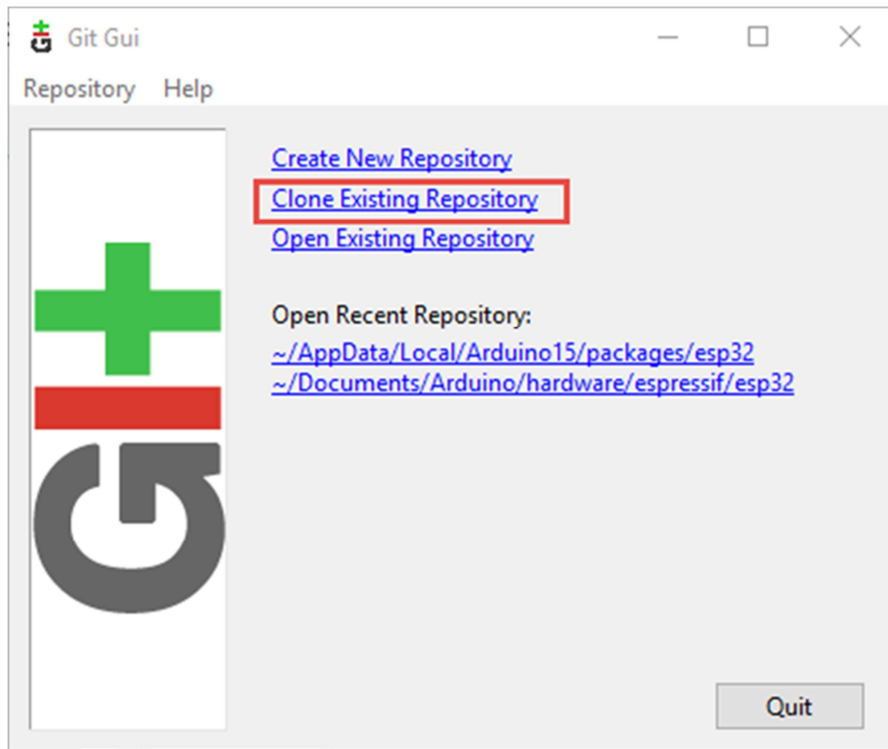 Git Gui
Repository Help
Create New Repository
Clone Existing Repository
Open Existing Repository
Open Recent Repository:
~/AppData/Local/Arduino15/packages/esp32
~/Documents/Arduino/hardware/espressif/esp32
GIt
Quit